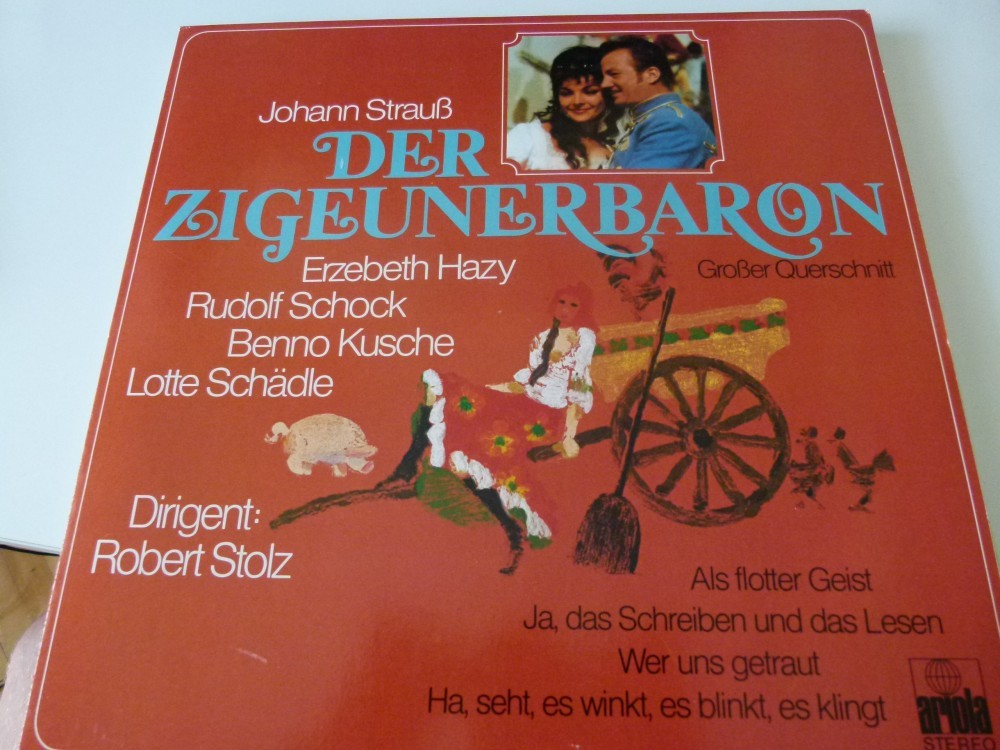 Johann Strauß
DER
ZIGEUNERBARON
Großer Querschnitt
Erzebeth Hazy
Rudolf Schock
Benno Kusche
Lotte Schädle
Dirigent:
Robert Stolz
Als flotter Geist
Ja, das Schreiben und das Lesen
Wer uns getraut
Ha, seht, es winkt, es blinkt, es klingt
ariola
STEREO